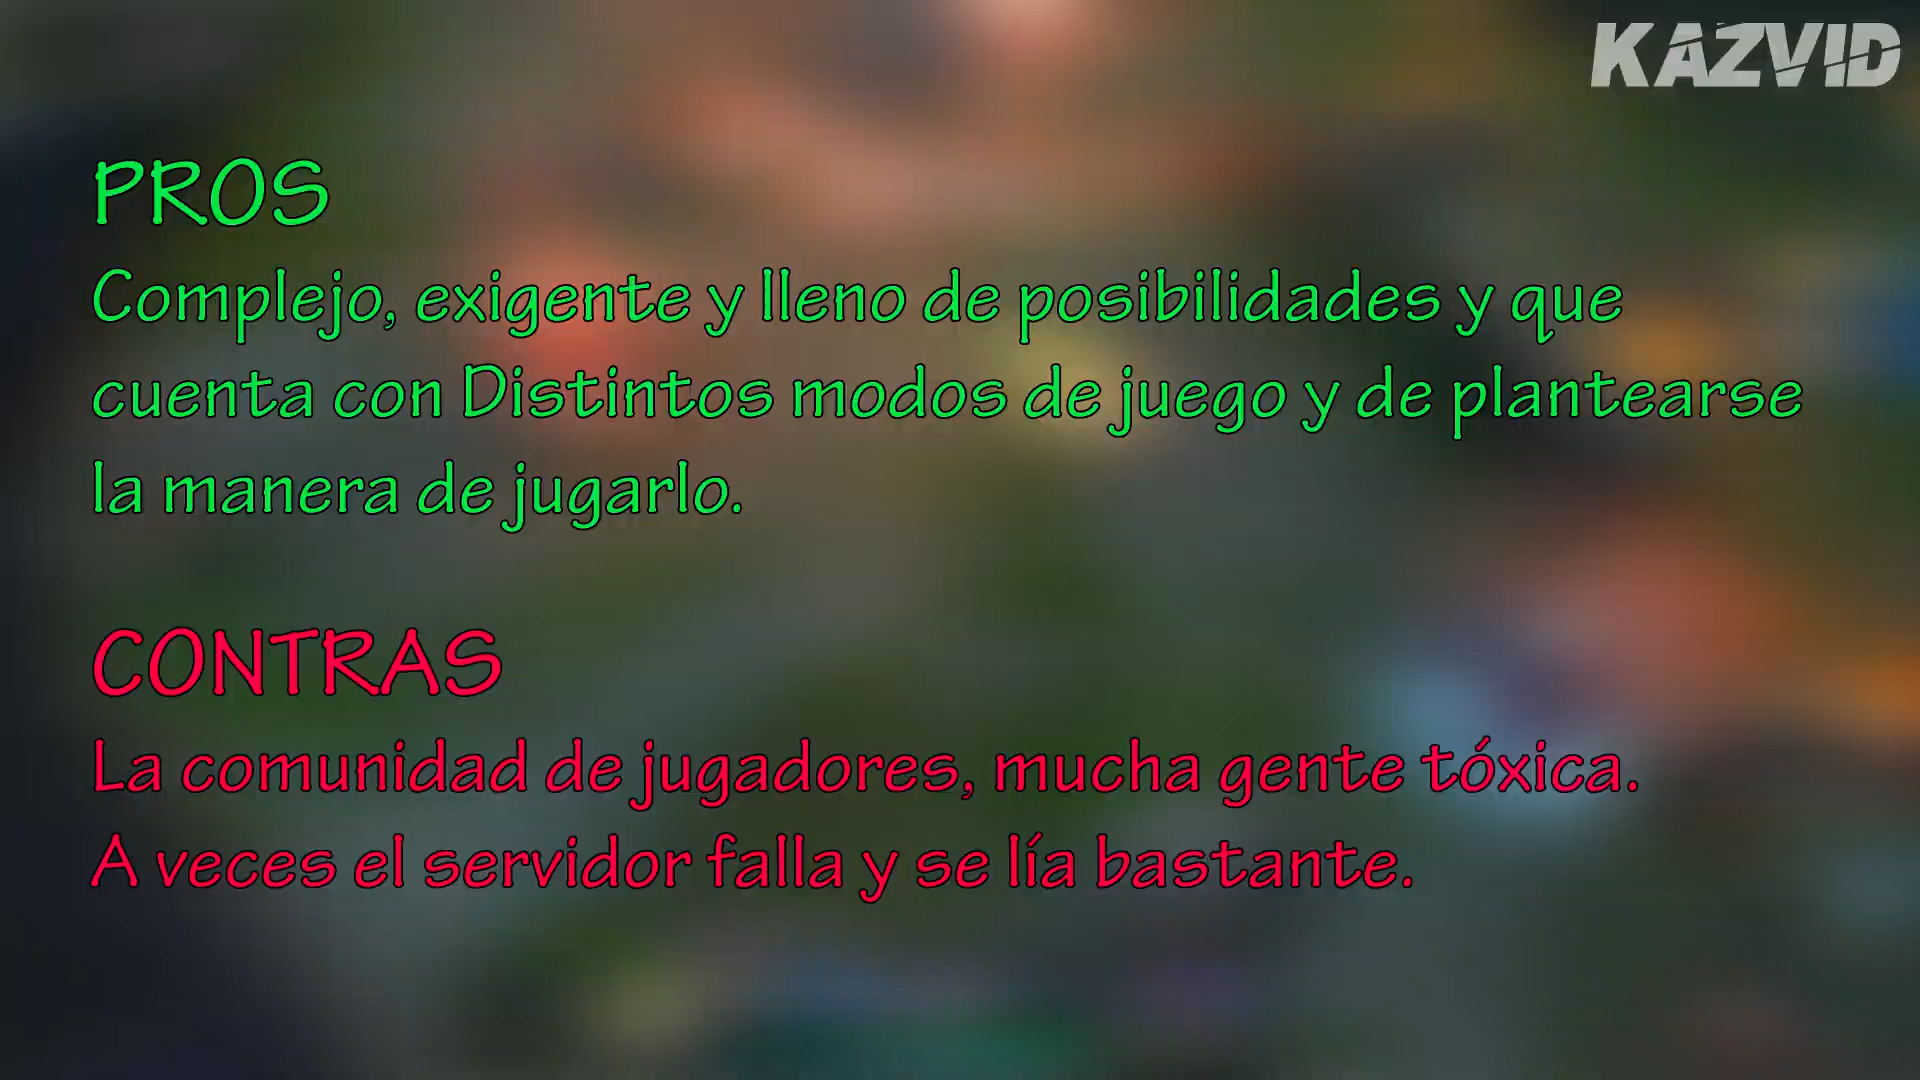 KAZVID
PROS
Complejo, exigente y lleno de posibilidades y que
cuenta con Distintos modos de juego y de plantearse
la manera de jugarlo.
CONTRAS
La comunidad de jugadores, mucha gente tóxica.
A veces el servidor falla y se lía bastante.